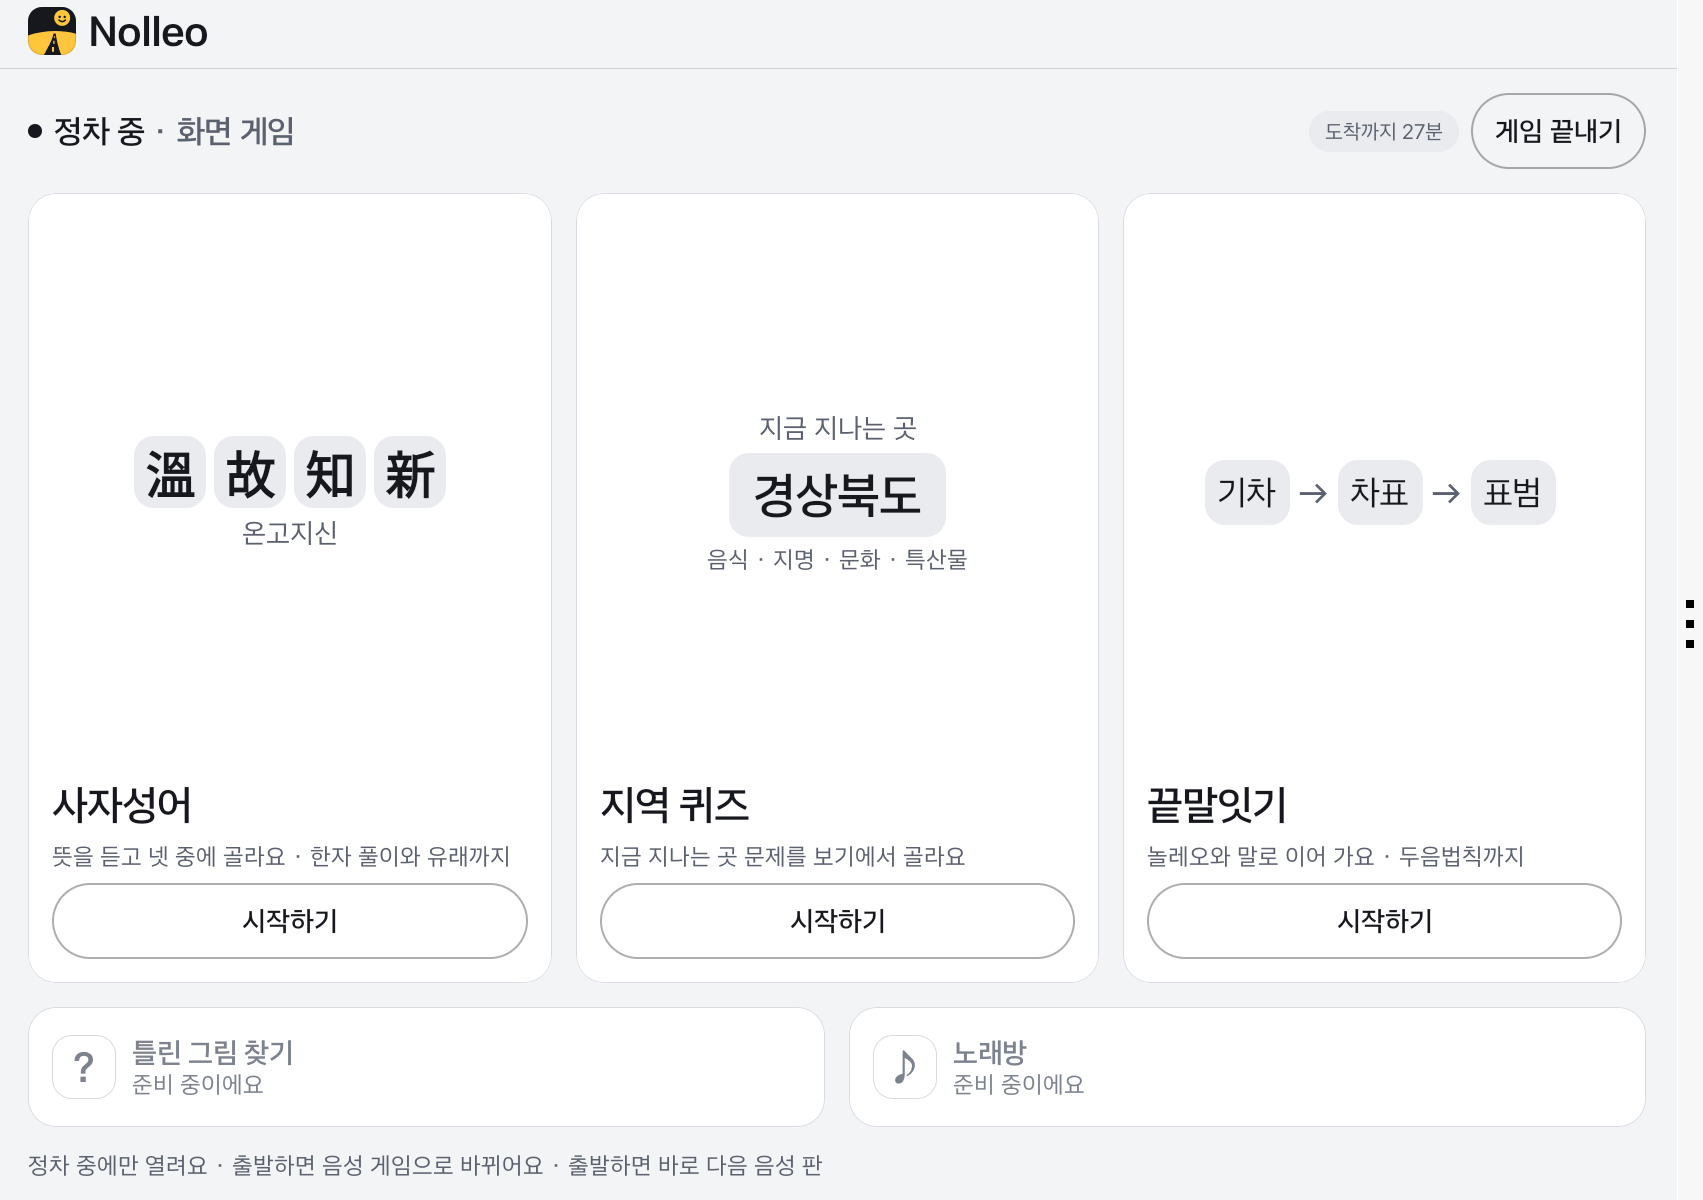 Nolleo
정차 중 · 화면 게임
도착까지 27분
게임 끝내기
溫故知新
온고지신
사자성어
뜻을 듣고 넷 중에 골라요 · 한자 풀이와 유래까지
시작하기
지금 지나는 곳
경상북도
음식 · 지명 · 문화 · 특산물
지역 퀴즈
지금 지나는 곳 문제를 보기에서 골라요
시작하기
기차 → 차표 → 표범
끝말잇기
놀레오와 말로 이어 가요 · 두음법칙까지
시작하기
?
틀린 그림 찾기
준비 중이에요
노래방
준비 중이에요
정차 중에만 열려요 · 출발하면 음성 게임으로 바뀌어요 · 출발하면 바로 다음 음성 판